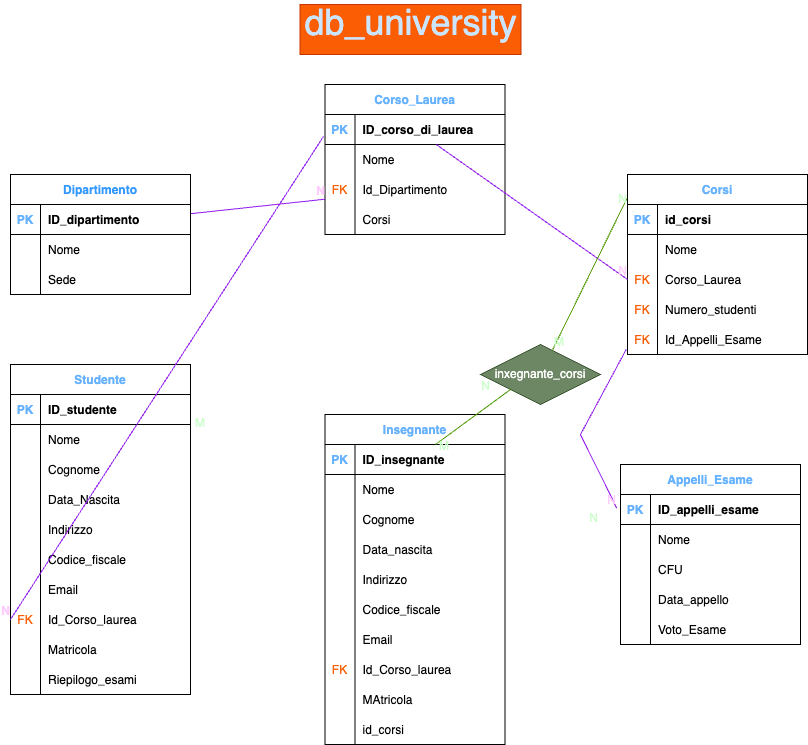 db_university
Corso_Laurea
PK ID_corso_di_laurea
Nome
N FK Id_Dipartimento
Corsi
Dipartimento
PK ID_dipartimento
Nome
Sede
Corsi
N
PK id_corsi
Nome
N
FK Corso_Laurea
FK Numero_studenti
FK Id_Appelli_Esame
M
inxegnante_corsi
N
Studente
PK ID_studente
M
Nome
Cognome
Data_Nascita
Indirizzo
Codice_fiscale
Email
N
FK Id_Corso_laurea
Matricola
Riepilogo_esami
Insegnante
M
PK ID_insegnante
Nome
Cognome
Data_nascita
Indirizzo
Codice_fiscale
Email
FK Id_Corso_laurea
MAtricola
id_corsi
Appelli_Esame
N
PK ID_appelli_esame
N
Nome
CFU
Data_appello
Voto_Esame